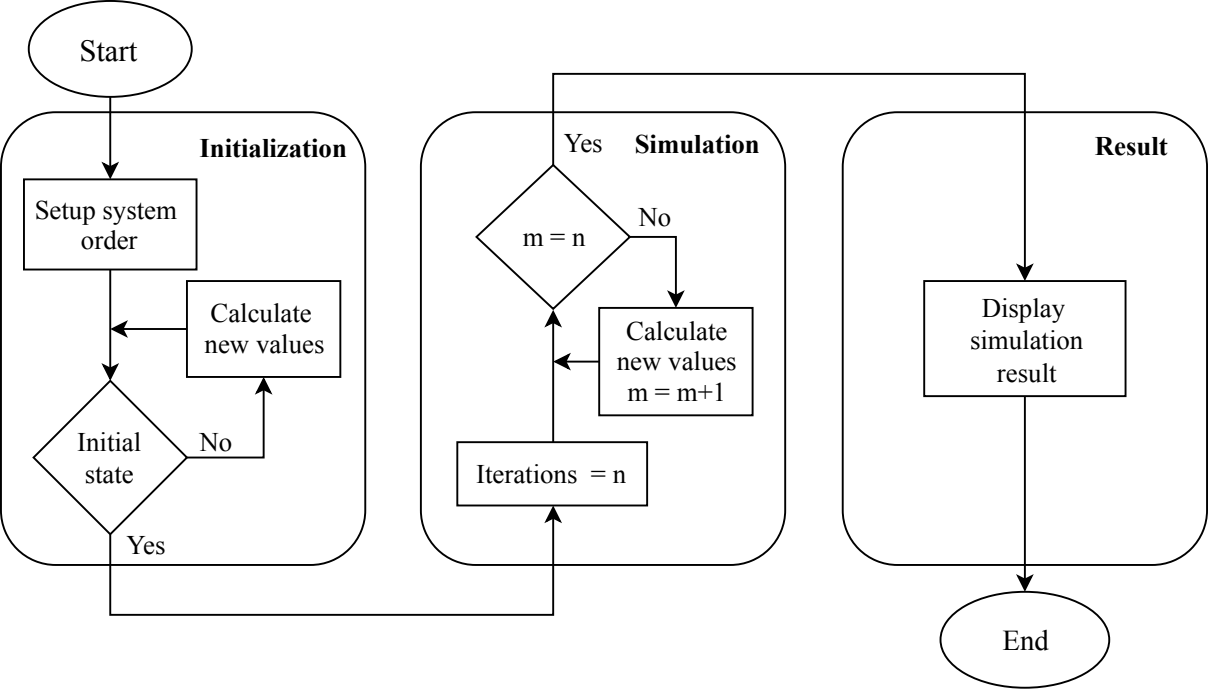 Start
Initialization
Setup system
order
Calculate
new values
Initial
state
No
Yes
Simulation
Yes
m = n
No
Calculate
new values
m = m+1
Iterations = n
Result
Display
simulation
result
End